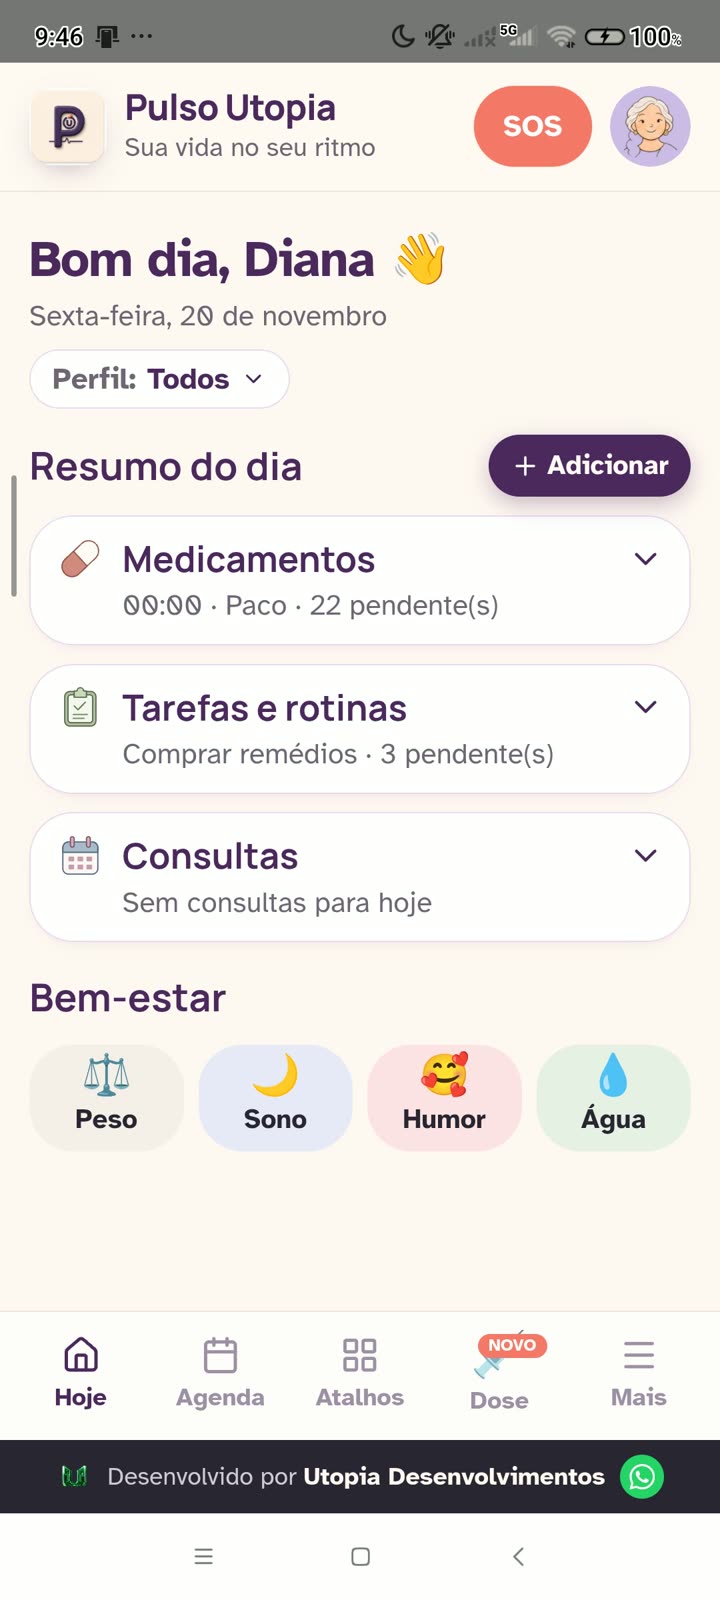 9:46 ··· 5G 100%
Pulso Utopia
Sua vida no seu ritmo
SOS
Bom dia, Diana 👋
Sexta-feira, 20 de novembro
Perfil: Todos
Resumo do dia
+ Adicionar
Medicamentos
00:00 · Paco · 22 pendente(s)
Tarefas e rotinas
Comprar remédios · 3 pendente(s)
Consultas
Sem consultas para hoje
Bem-estar
Peso Sono Humor Água
NOVO
Hoje Agenda Atalhos Dose Mais
Desenvolvido por Utopia Desenvolvimentos